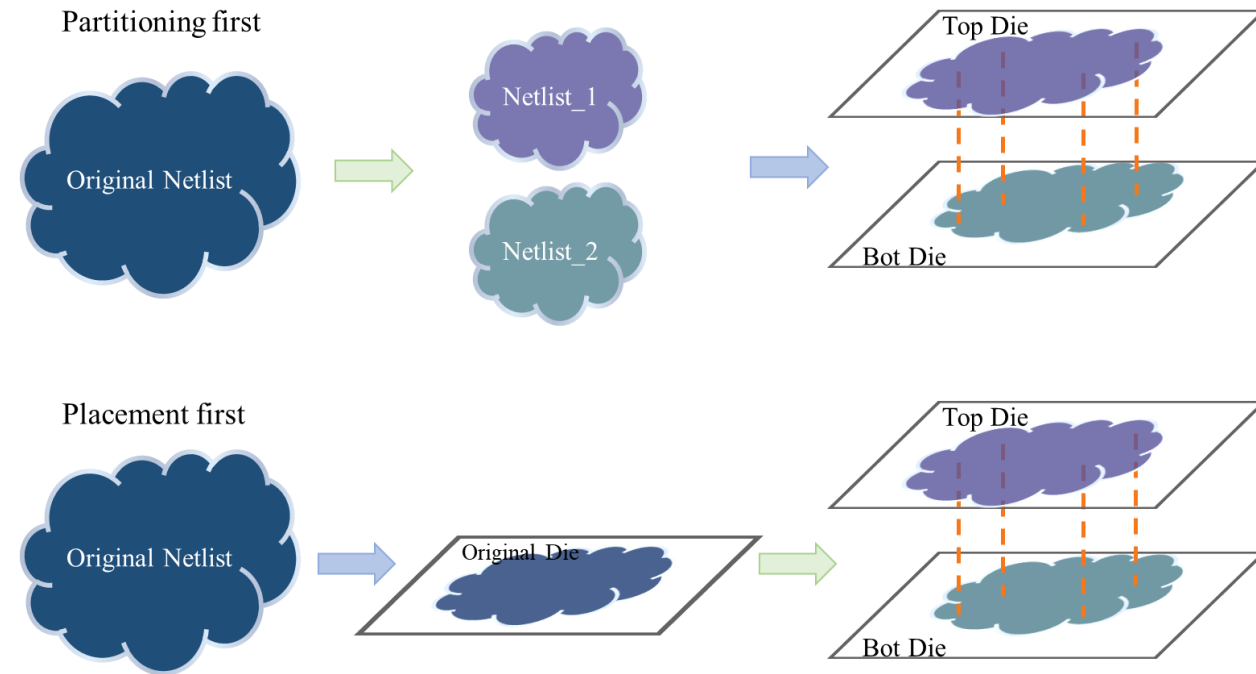 Partitioning first
Original Netlist
Netlist_1
Netlist_2
Top Die
Bot Die
Placement first
Original Netlist
Original Die
Top Die
Bot Die